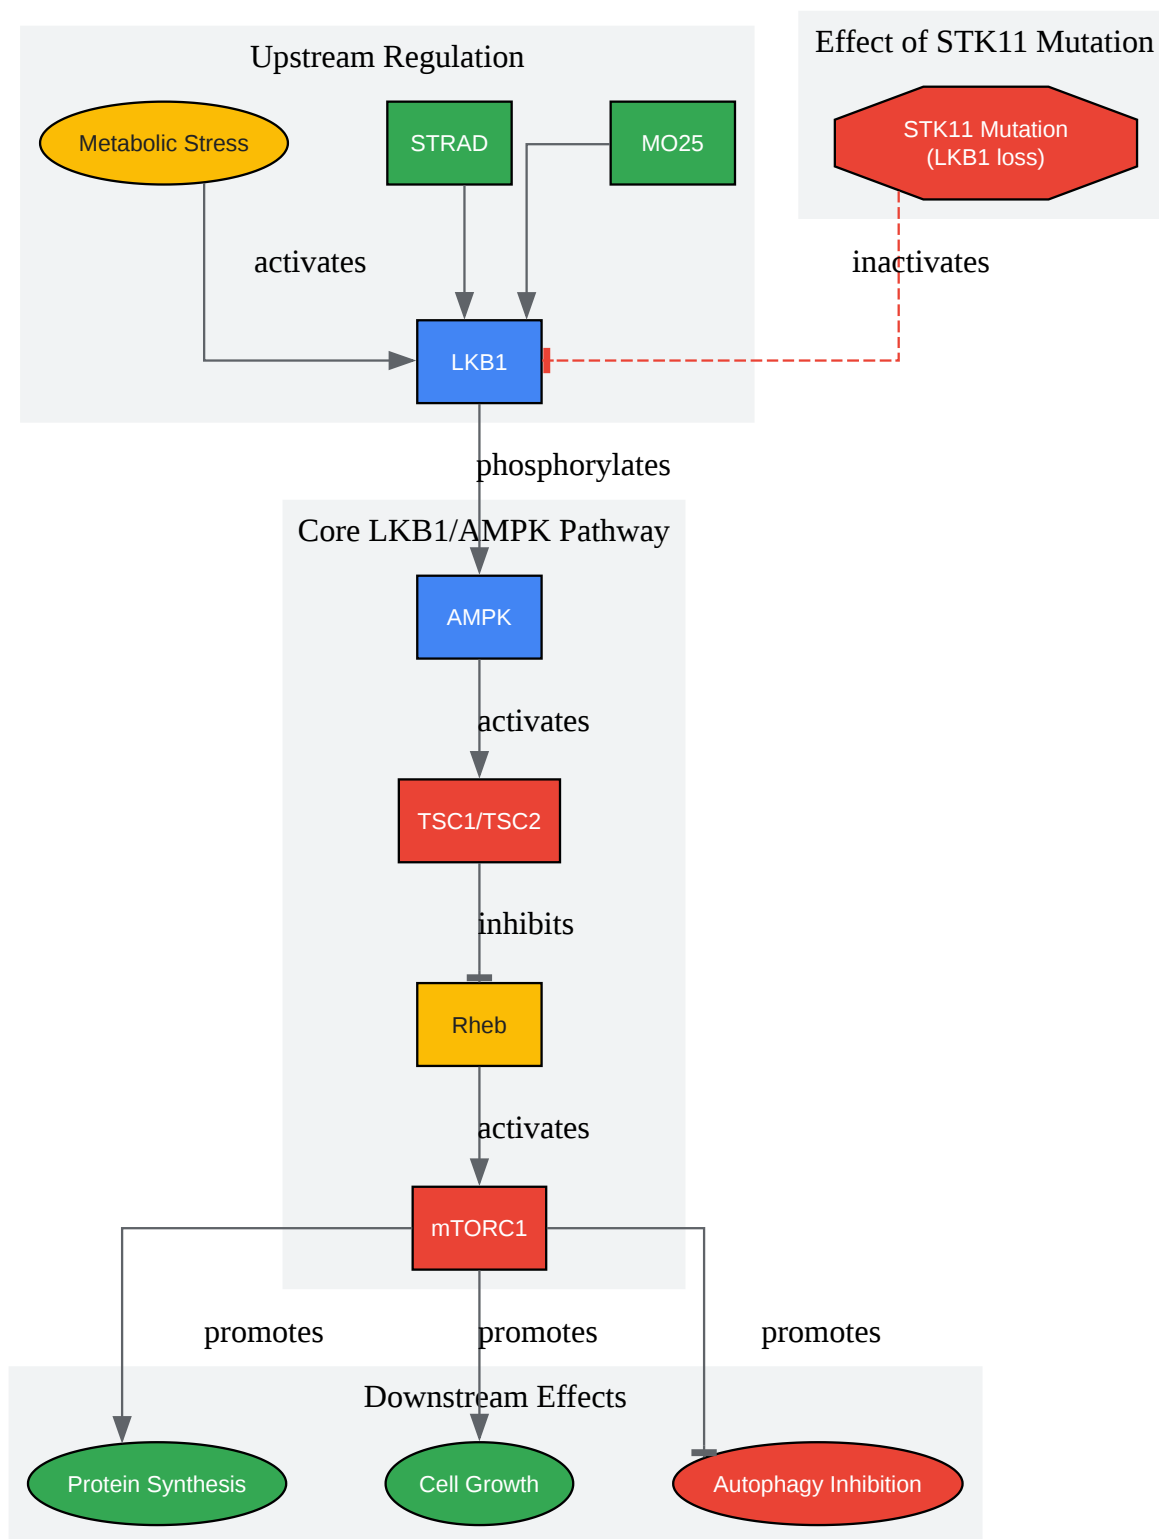 Upstream Regulation
Effect of STK11 Mutation
Metabolic Stress
STRAD
MO25
STK11 Mutation
(LKB1 loss)
activates
inactivates
LKB1
phosphorylates
Core LKB1/AMPK Pathway
AMPK
activates
TSC1/TSC2
inhibits
Rheb
activates
mTORC1
promotes
promotes
promotes
Downstream Effects
Protein Synthesis
Cell Growth
Autophagy Inhibition